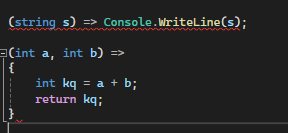 (string s) => Console.WriteLine(s);
(int a, int b) =>
{
int kq = a + b;
return kq;
}